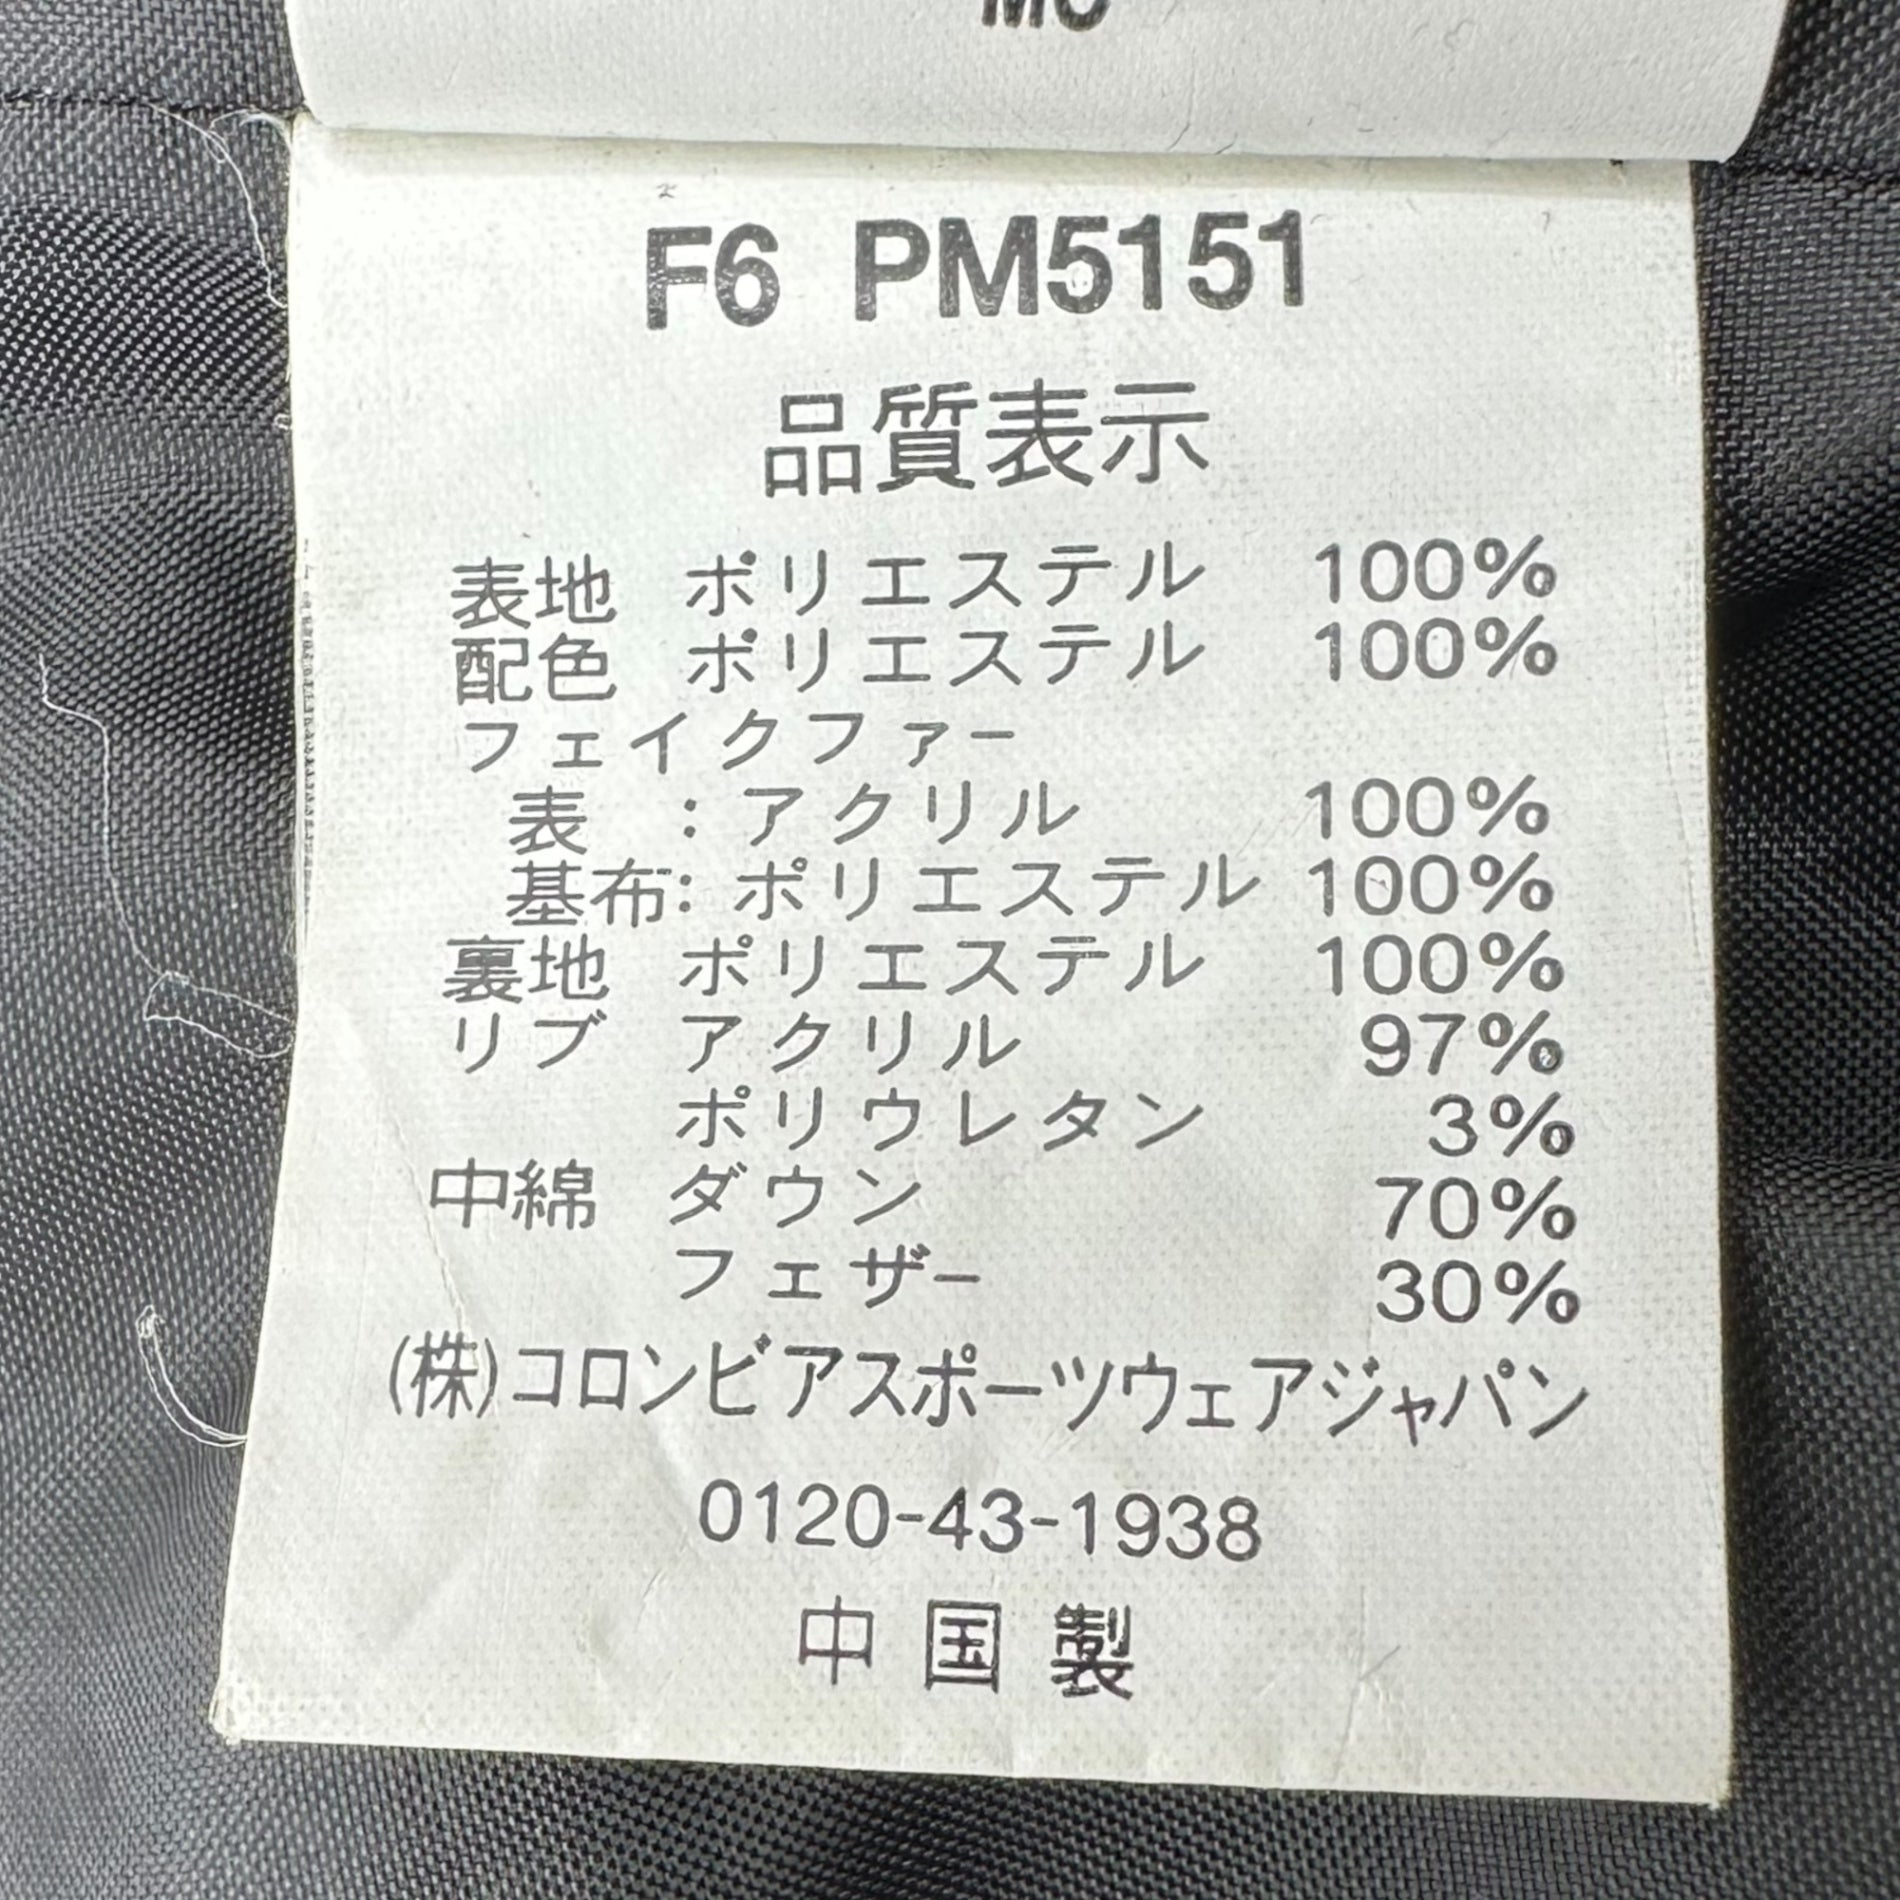 F6 PM5151
品質表示
表地 ポリエステル 100%
配色 ポリエステル 100%
フェイクファー
表 : アクリル 100%
基布: ポリエステル 100%
裏地 ポリエステル 100%
リブ アクリル 97%
ポリウレタン 3%
中綿 ダウン 70%
フェザー 30%
(株)コロンビアスポーツウェアジャパン
0120-43-1938
中国製